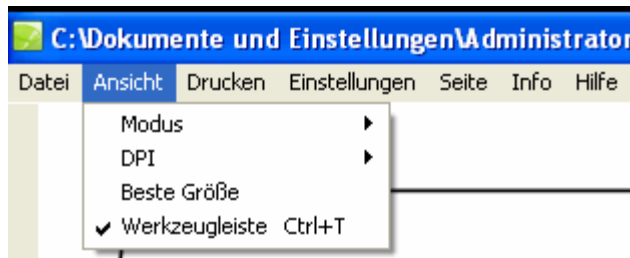 C:\Dokumente und Einstellungen\Administrator
Datei Ansicht Drucken Einstellungen Seite Info Hilfe
Modus
DPI
Beste Größe
Werkzeugleiste Ctrl+T